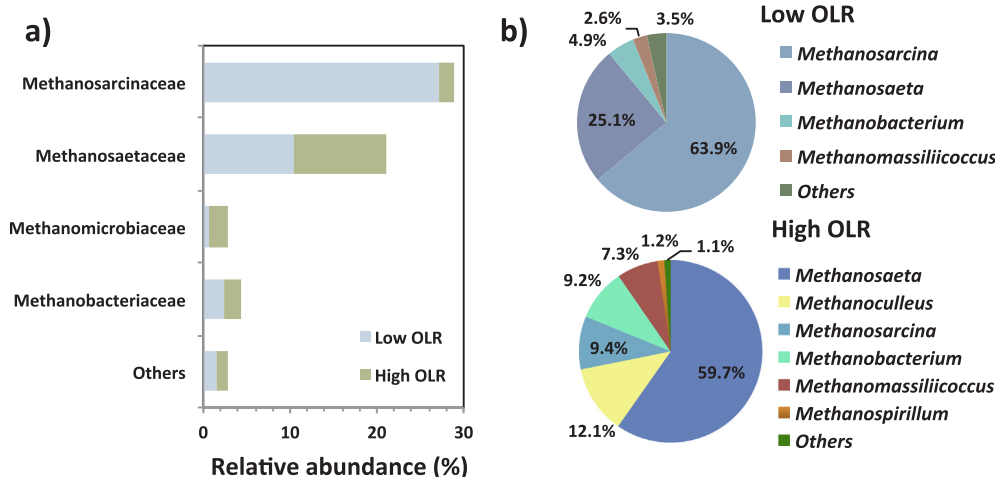 a)
Methanosarcinaceae
Methanosaetaceae
Methanomicrobiaceae
Methanobacteriaceae
Others
Low OLR
High OLR
0 10 20 30
Relative abundance (%)
b)
Low OLR
2.6% 3.5%
4.9%
25.1%
63.9%
Methanosarcina
Methanosaeta
Methanobacterium
Methanomassiliicoccus
Others
High OLR
1.2% 1.1%
7.3%
9.2%
9.4%
59.7%
12.1%
Methanosaeta
Methanoculleus
Methanosarcina
Methanobacterium
Methanomassiliicoccus
Methanospirillum
Others